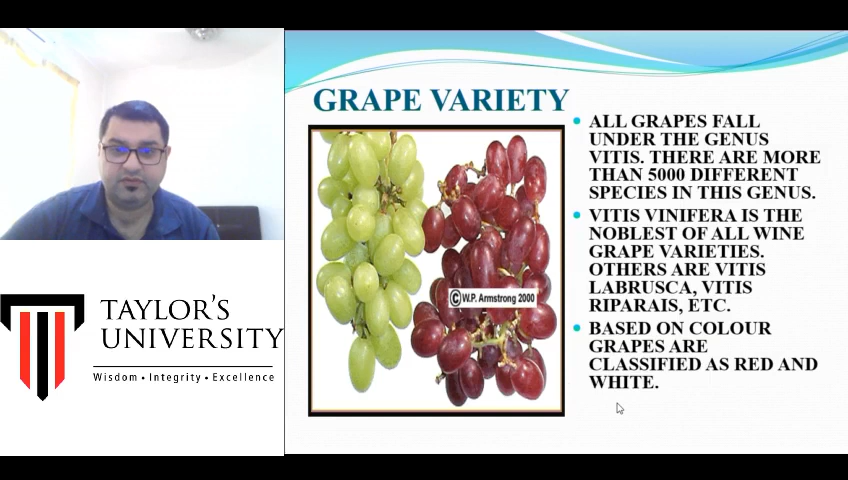 GRAPE VARIETY
ALL GRAPES FALL
UNDER THE GENUS
VITIS. THERE ARE MORE
THAN 5000 DIFFERENT
SPECIES IN THIS GENUS.
VITIS VINIFERA IS THE
NOBLEST OF ALL WINE
GRAPE VARIETIES.
OTHERS ARE VITIS
LABRUSCA, VITIS
RIPARAIS, ETC.
BASED ON COLOUR
GRAPES ARE
CLASSIFIED AS RED AND
WHITE.
© W.P. Armstrong 2000
TAYLOR'S
UNIVERSITY
Wisdom • Integrity • Excellence